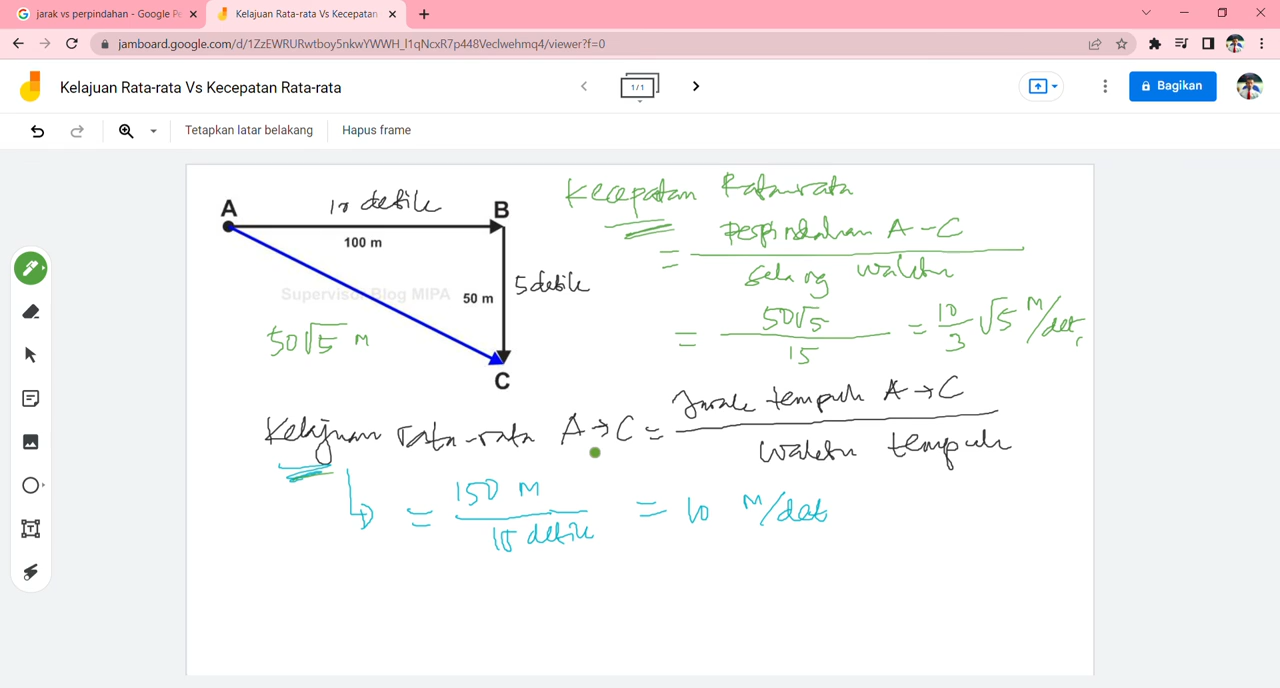 jarak vs perpindahan - Google Pe
Kelajuan Rata-rata Vs Kecepatan
jamboard.google.com/d/1ZzEWRURwtboy5nkwYWWH_l1qNcxR7p448Veclwehmq4/viewer?f=0
Kelajuan Rata-rata Vs Kecepatan Rata-rata
1/1
Bagikan
Tetapkan latar belakang
Hapus frame
A
10 detik
B
100 m
5 detik
50 m
Supervisor Blog MIPA
50√5 M
C
Kecepatan Rata-rata
= Perpindahan A - C
Selang waktu
= 50√5
15
= 10/3 √5 M/det
Kelajuan rata-rata A → C = Jarak tempuh A → C
Waktu tempuh
= 150 M
15 detik
= 10 M/det